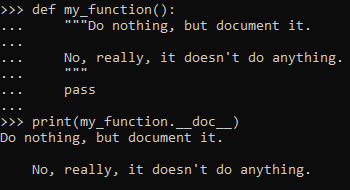 >>> def my_function():
...     """Do nothing, but document it.
...
...     No, really, it doesn't do anything.
...     """
...     pass
...
>>> print(my_function.__doc__)
Do nothing, but document it.

    No, really, it doesn't do anything.